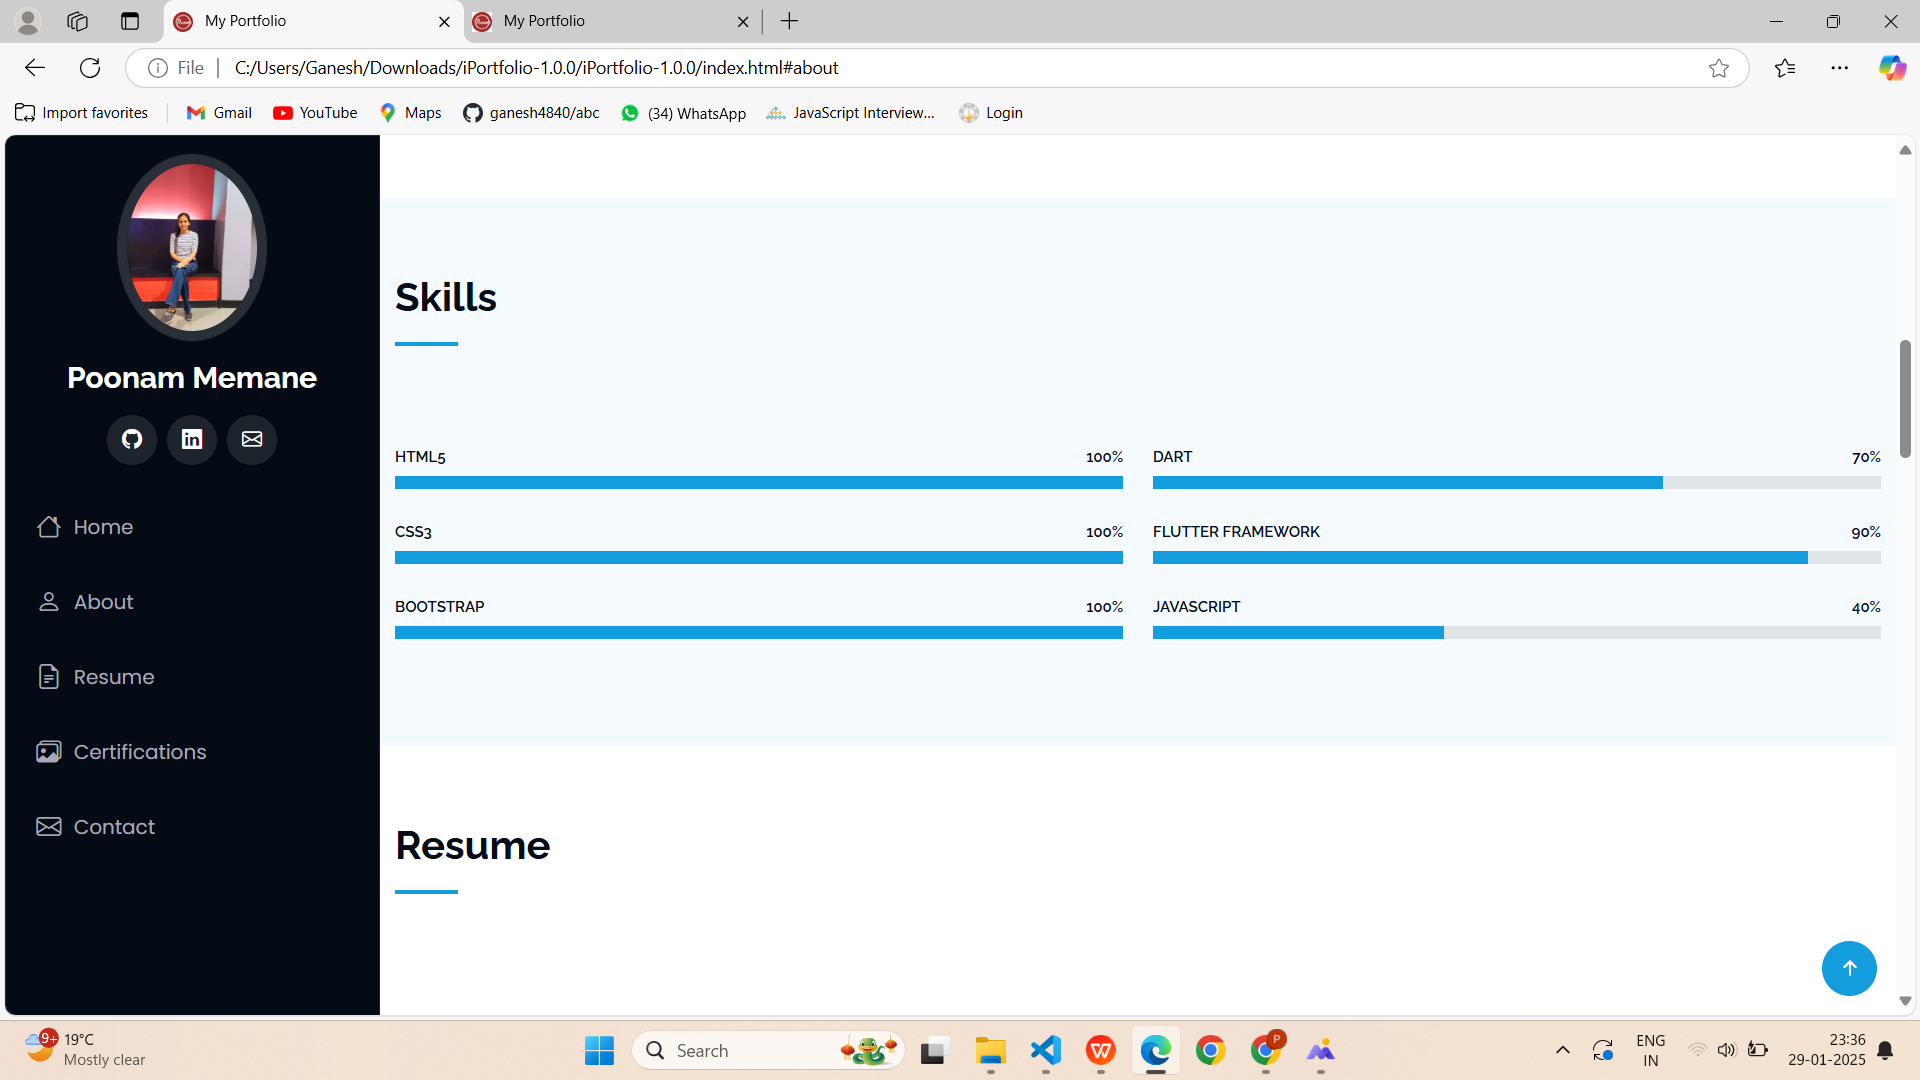 My Portfolio
My Portfolio
File
C:/Users/Ganesh/Downloads/iPortfolio-1.0.0/iPortfolio-1.0.0/index.html#about
Import favorites
Gmail
YouTube
Maps
ganesh4840/abc
(34) WhatsApp
JavaScript Interview...
Login
Poonam Memane
Home
About
Resume
Certifications
Contact
Skills
HTML5 100%
DART 70%
CSS3 100%
FLUTTER FRAMEWORK 90%
BOOTSTRAP 100%
JAVASCRIPT 40%
Resume
9+
19°C
Mostly clear
Search
P
ENG
IN
23:36
29-01-2025